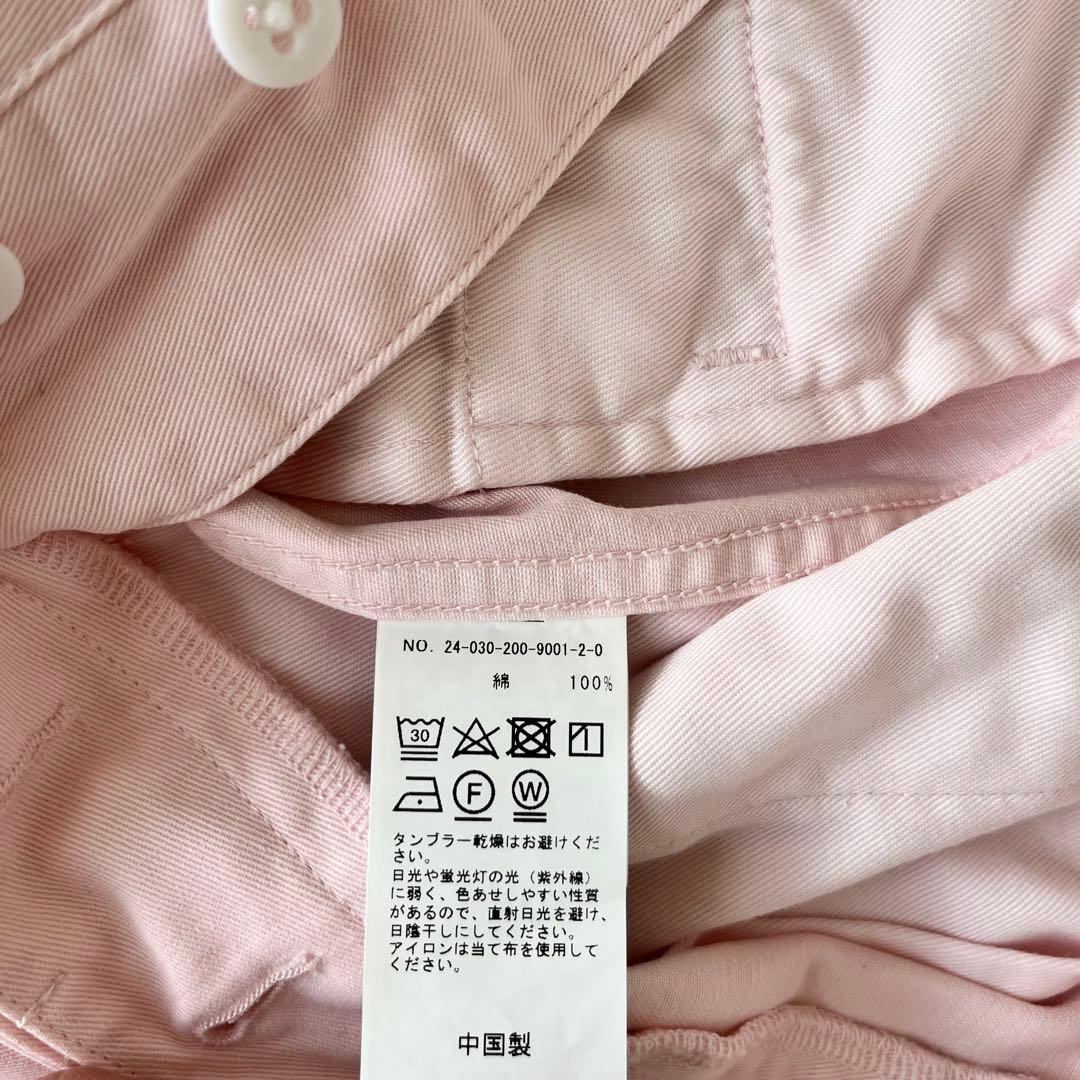 NO. 24-030-200-9001-2-0
綿 100%
30
F W
タンブラー乾燥はお避けくだ
さい。
日光や蛍光灯の光（紫外線）
に弱く、色あせしやすい性質
があるので、直射日光を避け、
日陰干しにしてください。
アイロンは当て布を使用して
ください。
中国製